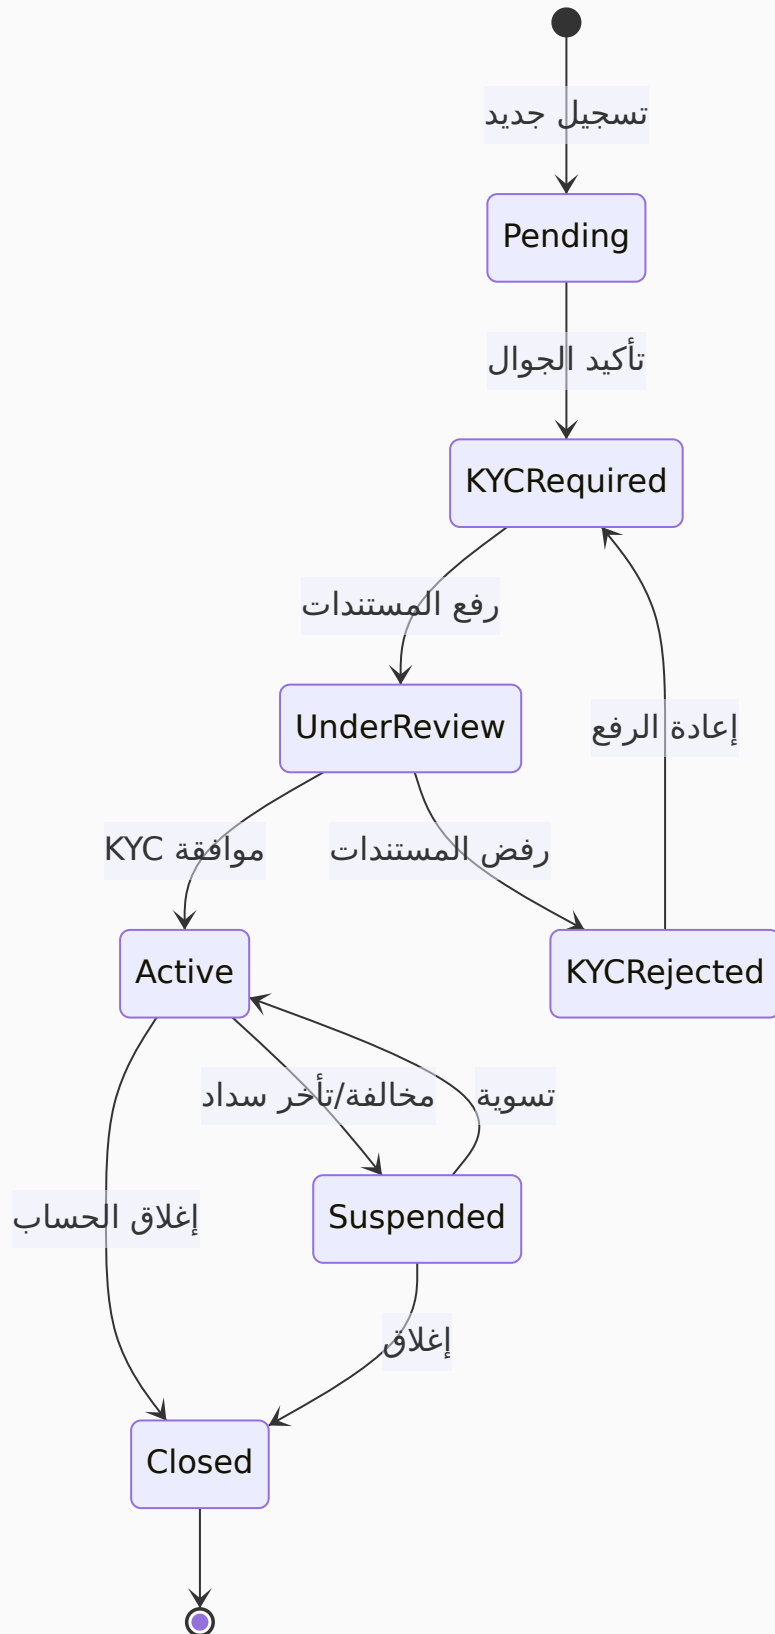 تسجيل جديد
Pending
تأكيد الجوال
KYCRequired
رفع المستندات
UnderReview
إعادة الرفع
موافقة KYC
رفض المستندات
Active
KYCRejected
مخالفة/تأخر سداد
تسوية
إغلاق الحساب
Suspended
إغلاق
Closed